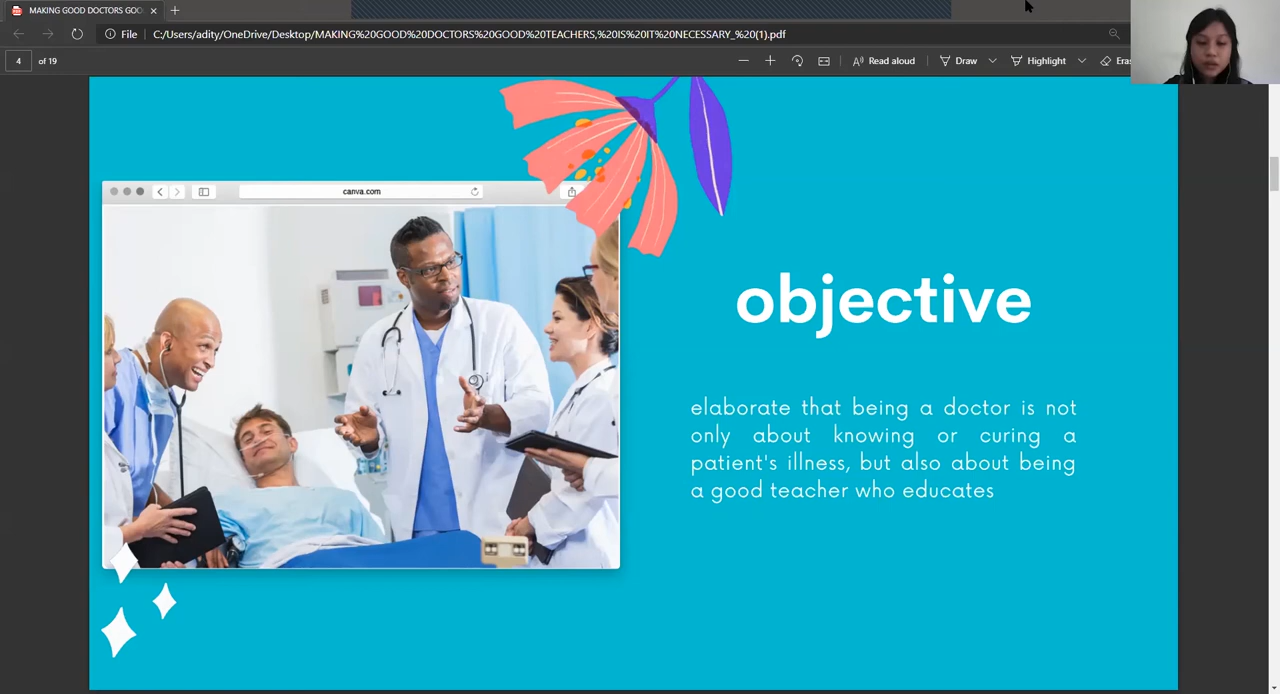 MAKING GOOD DOCTORS GOO
File C:/Users/adity/OneDrive/Desktop/MAKING%20GOOD%20DOCTORS%20GOOD%20TEACHERS,%20IS%20IT%20NECESSARY_%20(1).pdf
4 of 19
Read aloud
Draw
Highlight
Eras
canva.com
objective
elaborate that being a doctor is not
only about knowing or curing a
patient's illness, but also about being
a good teacher who educates